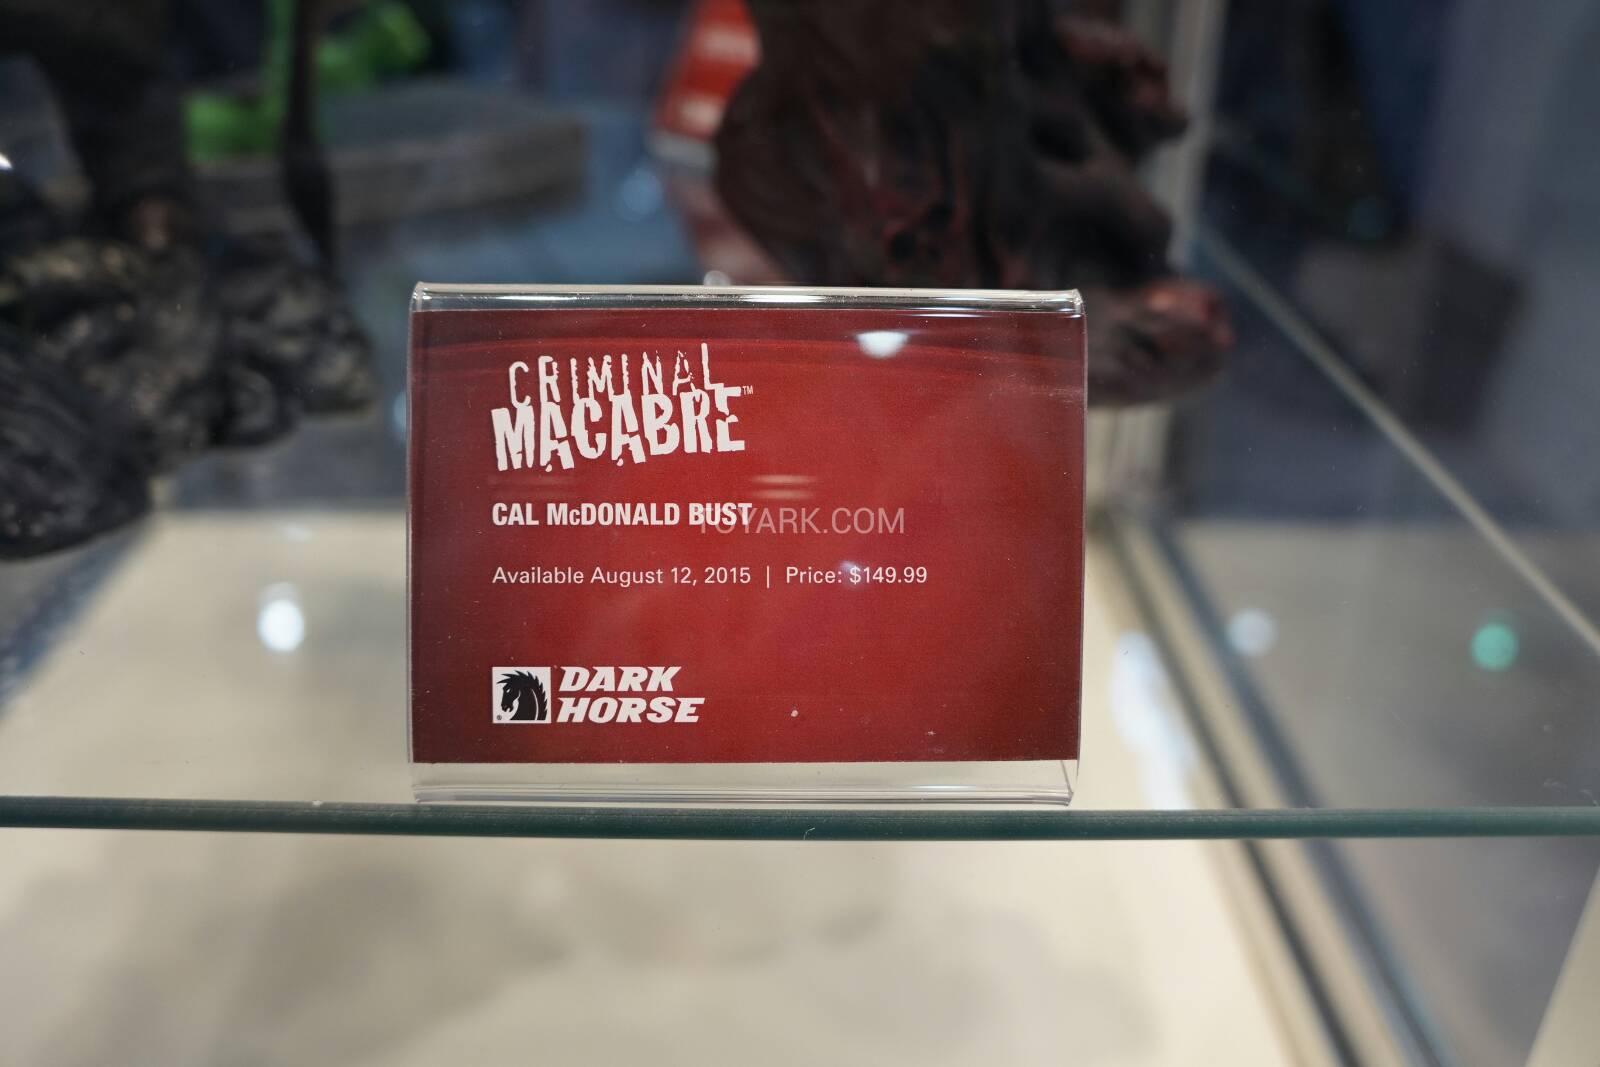 CRIMINAL
MACABRE™
CAL McDONALD BUST
TOYARK.COM
Available August 12, 2015 | Price: $149.99
DARK
HORSE
®